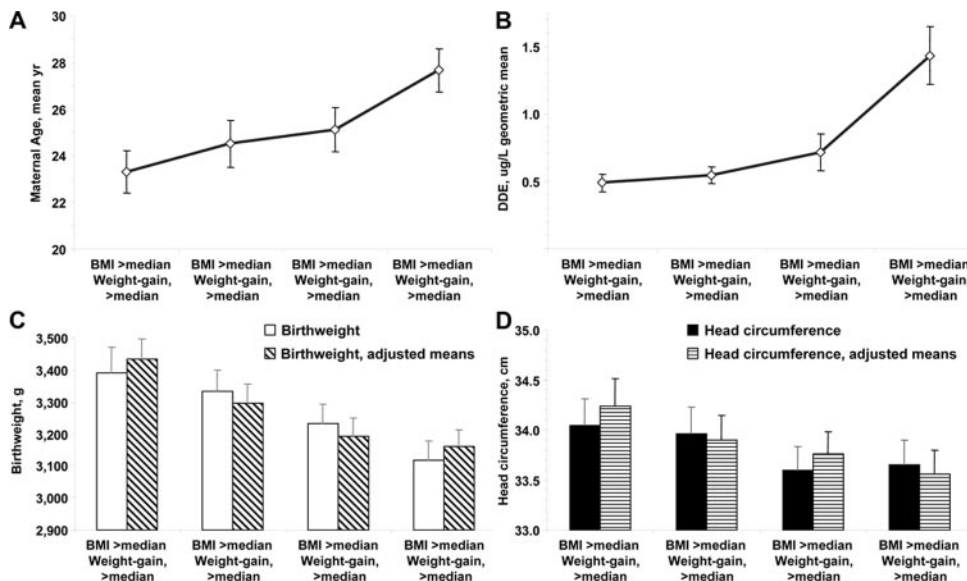 A
Maternal Age, mean yr
30
28
26
24
22
20
BMI >median BMI >median BMI >median BMI >median
Weight-gain, Weight-gain, Weight-gain, Weight-gain,
>median >median >median >median
B
DDE, ug/L geometric mean
1.5
1.0
0.5
BMI >median BMI >median BMI >median BMI >median
Weight-gain, Weight-gain, Weight-gain, Weight-gain,
>median >median >median >median
C
Birthweight
Birthweight, adjusted means
Birthweight, g
3,500
3,400
3,300
3,200
3,100
3,000
2,900
BMI >median BMI >median BMI >median BMI >median
Weight-gain, Weight-gain, Weight-gain, Weight-gain,
>median >median >median >median
D
Head circumference
Head circumference, adjusted means
Head circumference, cm
35.0
34.5
34.0
33.5
33.0
BMI >median BMI >median BMI >median BMI >median
Weight-gain, Weight-gain, Weight-gain, Weight-gain,
>median >median >median >median